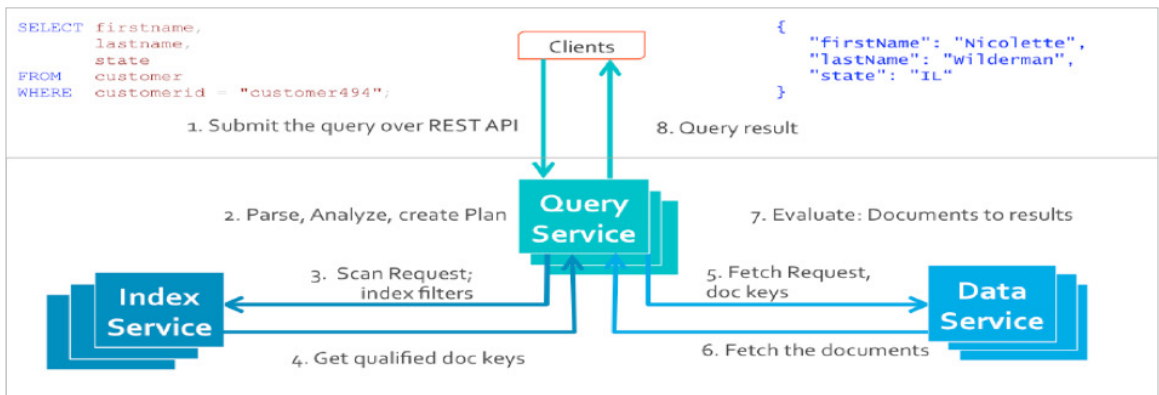 SELECT firstname,
lastname,
state
FROM customer
WHERE customerid = "customer494";
Clients
{
"firstName": "Nicolette",
"lastName": "Wilderman",
"state": "IL"
}
1. Submit the query over REST API
8. Query result
2. Parse, Analyze, create Plan
Query
Service
7. Evaluate: Documents to results
3. Scan Request;
index filters
5. Fetch Request,
doc keys
Index
Service
Data
Service
4. Get qualified doc keys
6. Fetch the documents